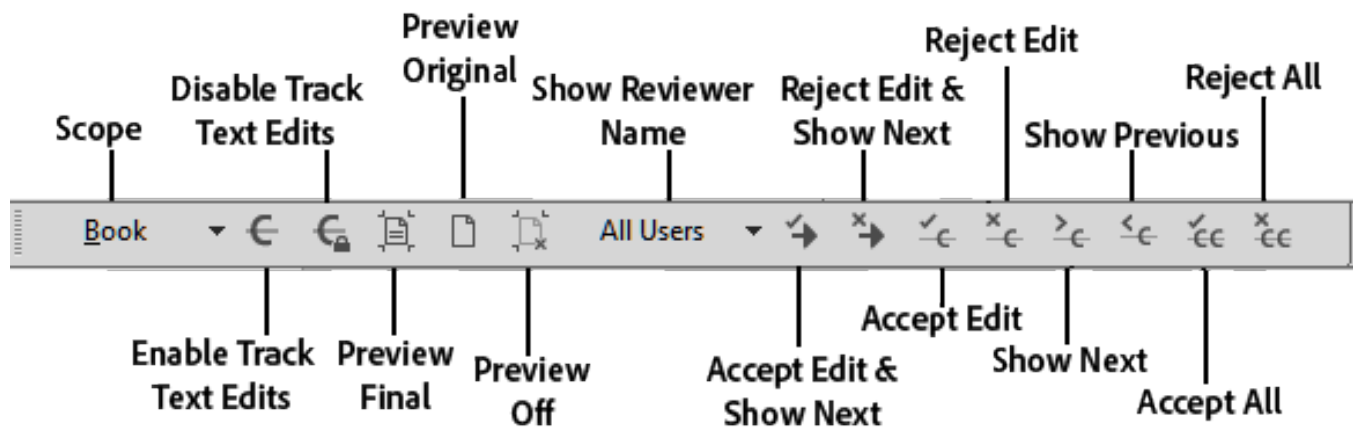 Preview
Original
Reject Edit
Disable Track
Text Edits
Show Reviewer
Name
Reject Edit &
Show Next
Reject All
Scope
Show Previous
Book
All Users
Accept Edit
Enable Track
Text Edits
Preview
Final
Preview
Off
Accept Edit &
Show Next
Show Next
Accept All